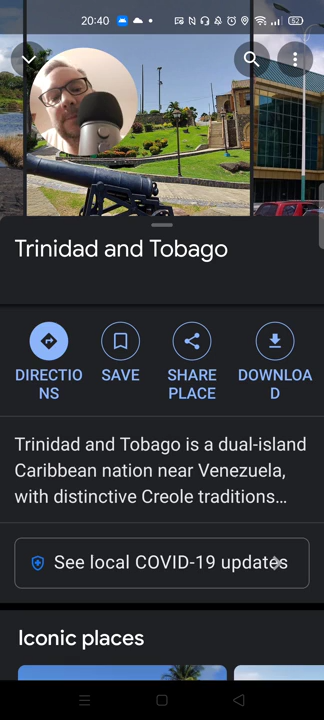 20:40
52
Trinidad and Tobago
DIRECTIO
NS
SAVE
SHARE
PLACE
DOWNLOA
D
Trinidad and Tobago is a dual-island
Caribbean nation near Venezuela,
with distinctive Creole traditions…
See local COVID-19 updates
Iconic places